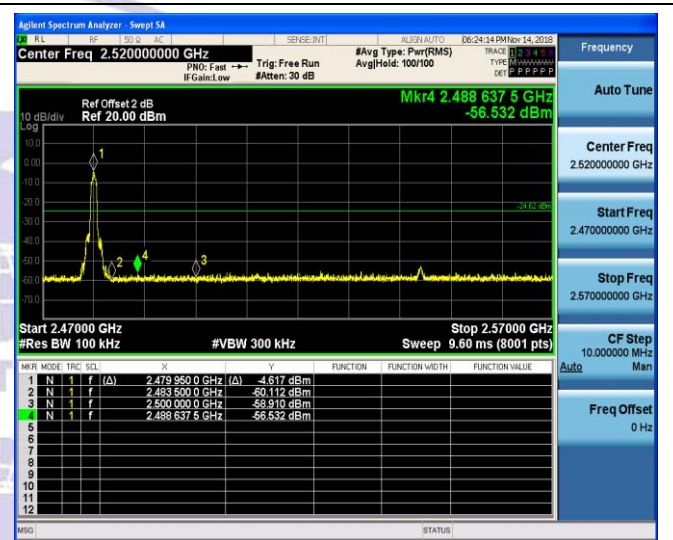 Agilent Spectrum Analyzer - Swept SA
RL RF 50 Ω AC SENSE:INT ALIGN AUTO 06:24:14 PM Nov 14, 2018
Center Freq 2.520000000 GHz #Avg Type: Pwr(RMS) TRACE 1 2 3 4 5 6
PNO: Fast Trig: Free Run Avg|Hold: 100/100 TYPE M
IFGain:Low #Atten: 30 dB DET P P P P P P
Mkr4 2.488 637 5 GHz
Ref Offset 2 dB
10 dB/div Ref 20.00 dBm -56.532 dBm
Log
10.0
0.00
-10.0
-20.0
-24.62 dBm
-30.0
-40.0
-50.0
-60.0
-70.0
1
2
4
3
Start 2.47000 GHz Stop 2.57000 GHz
#Res BW 100 kHz #VBW 300 kHz Sweep 9.60 ms (8001 pts)
MKR MODE TRC SCL X Y FUNCTION FUNCTION WIDTH FUNCTION VALUE
1 N 1 f (Δ) 2.479 950 0 GHz (Δ) -4.617 dBm
2 N 1 f 2.483 500 0 GHz -60.112 dBm
3 N 1 f 2.500 000 0 GHz -58.910 dBm
4 N 1 f 2.488 637 5 GHz -56.532 dBm
5
6
7
8
9
10
11
12
MSG STATUS
Frequency
Auto Tune
Center Freq
2.520000000 GHz
Start Freq
2.470000000 GHz
Stop Freq
2.570000000 GHz
CF Step
10.000000 MHz
Auto Man
Freq Offset
0 Hz